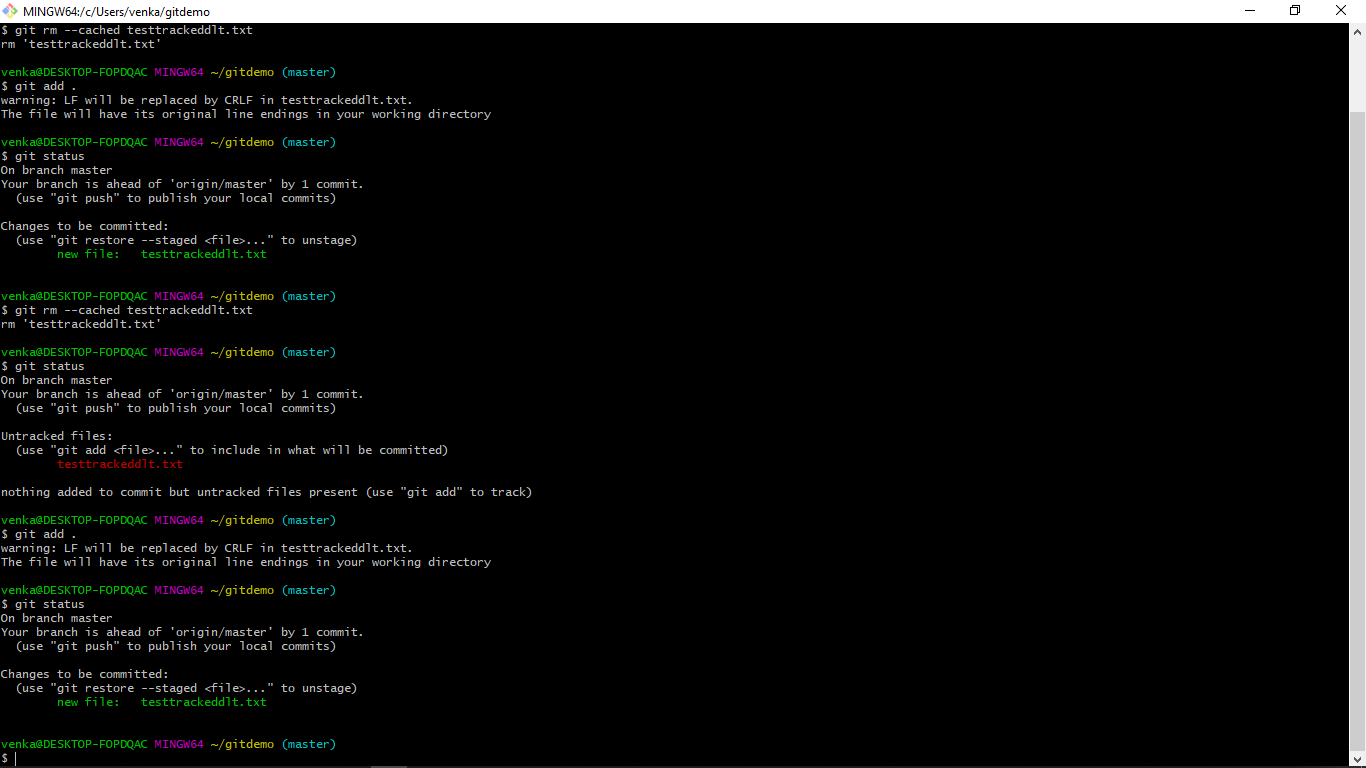 MINGW64:/c/Users/venka/gitdemo
$ git rm --cached testtrackeddlt.txt
rm 'testtrackeddlt.txt'
venka@DESKTOP-FOPDQAC MINGW64 ~/gitdemo (master)
$ git add .
warning: LF will be replaced by CRLF in testtrackeddlt.txt.
The file will have its original line endings in your working directory
venka@DESKTOP-FOPDQAC MINGW64 ~/gitdemo (master)
$ git status
On branch master
Your branch is ahead of 'origin/master' by 1 commit.
  (use "git push" to publish your local commits)
Changes to be committed:
  (use "git restore --staged <file>..." to unstage)
        new file:   testtrackeddlt.txt
venka@DESKTOP-FOPDQAC MINGW64 ~/gitdemo (master)
$ git rm --cached testtrackeddlt.txt
rm 'testtrackeddlt.txt'
venka@DESKTOP-FOPDQAC MINGW64 ~/gitdemo (master)
$ git status
On branch master
Your branch is ahead of 'origin/master' by 1 commit.
  (use "git push" to publish your local commits)
Untracked files:
  (use "git add <file>..." to include in what will be committed)
        testtrackeddlt.txt
nothing added to commit but untracked files present (use "git add" to track)
venka@DESKTOP-FOPDQAC MINGW64 ~/gitdemo (master)
$ git add .
warning: LF will be replaced by CRLF in testtrackeddlt.txt.
The file will have its original line endings in your working directory
venka@DESKTOP-FOPDQAC MINGW64 ~/gitdemo (master)
$ git status
On branch master
Your branch is ahead of 'origin/master' by 1 commit.
  (use "git push" to publish your local commits)
Changes to be committed:
  (use "git restore --staged <file>..." to unstage)
        new file:   testtrackeddlt.txt
venka@DESKTOP-FOPDQAC MINGW64 ~/gitdemo (master)
$